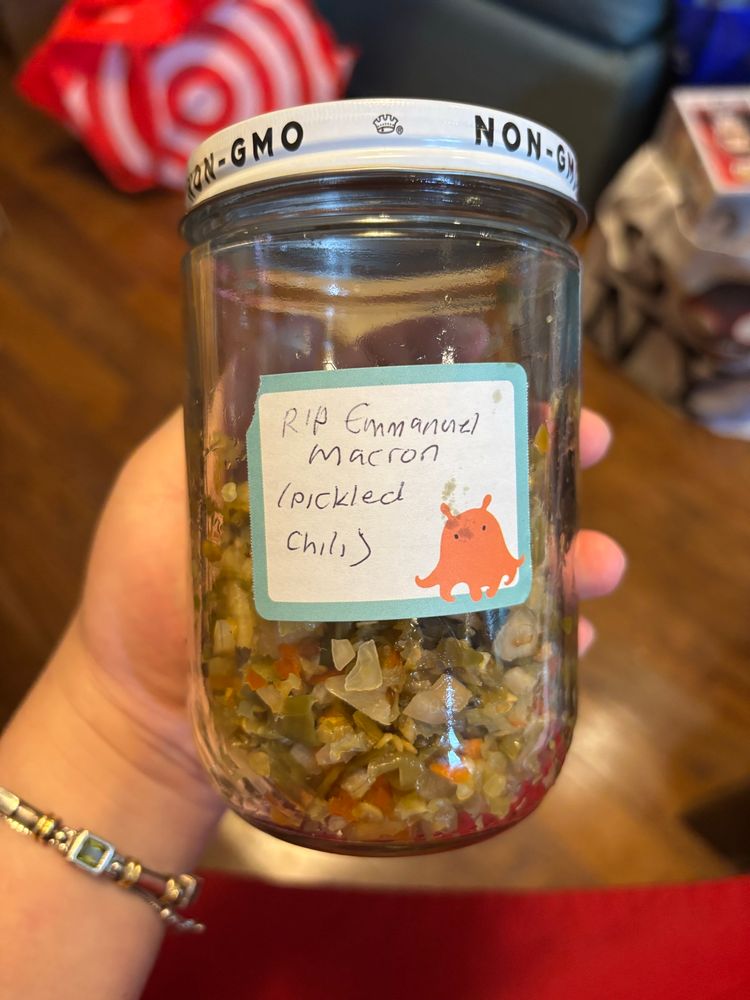 NON-GMO ® NON-GM
RIP Emmanuel
Macron
(pickled
Chili)